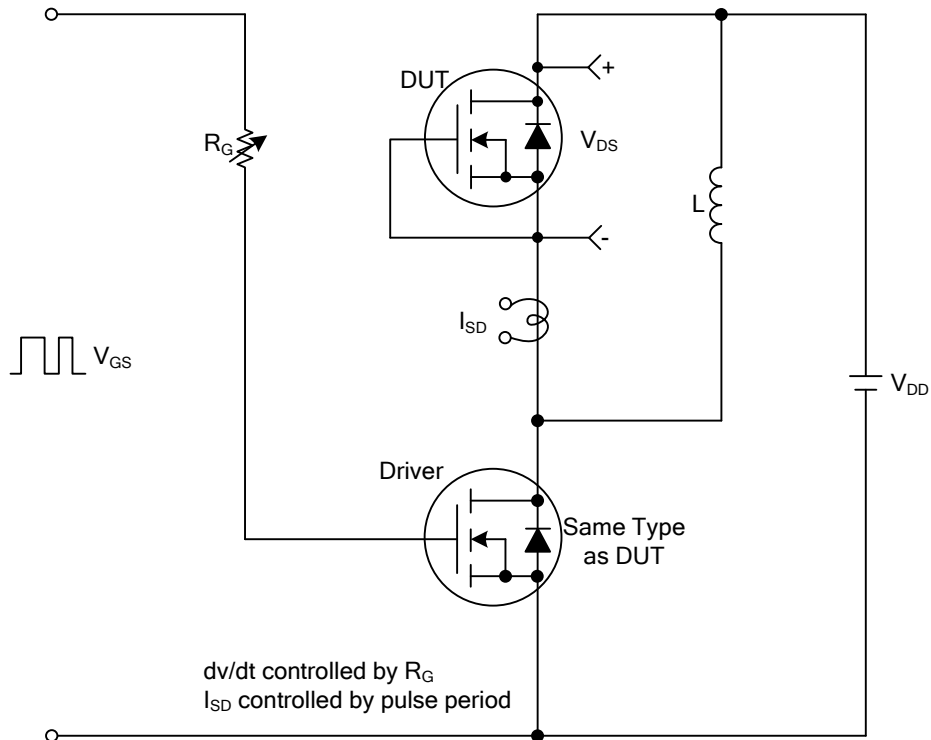 DUT
+
R_G
V_DS
L
-
I_SD
V_GS
V_DD
Driver
Same Type
as DUT
dv/dt controlled by R_G
I_SD controlled by pulse period